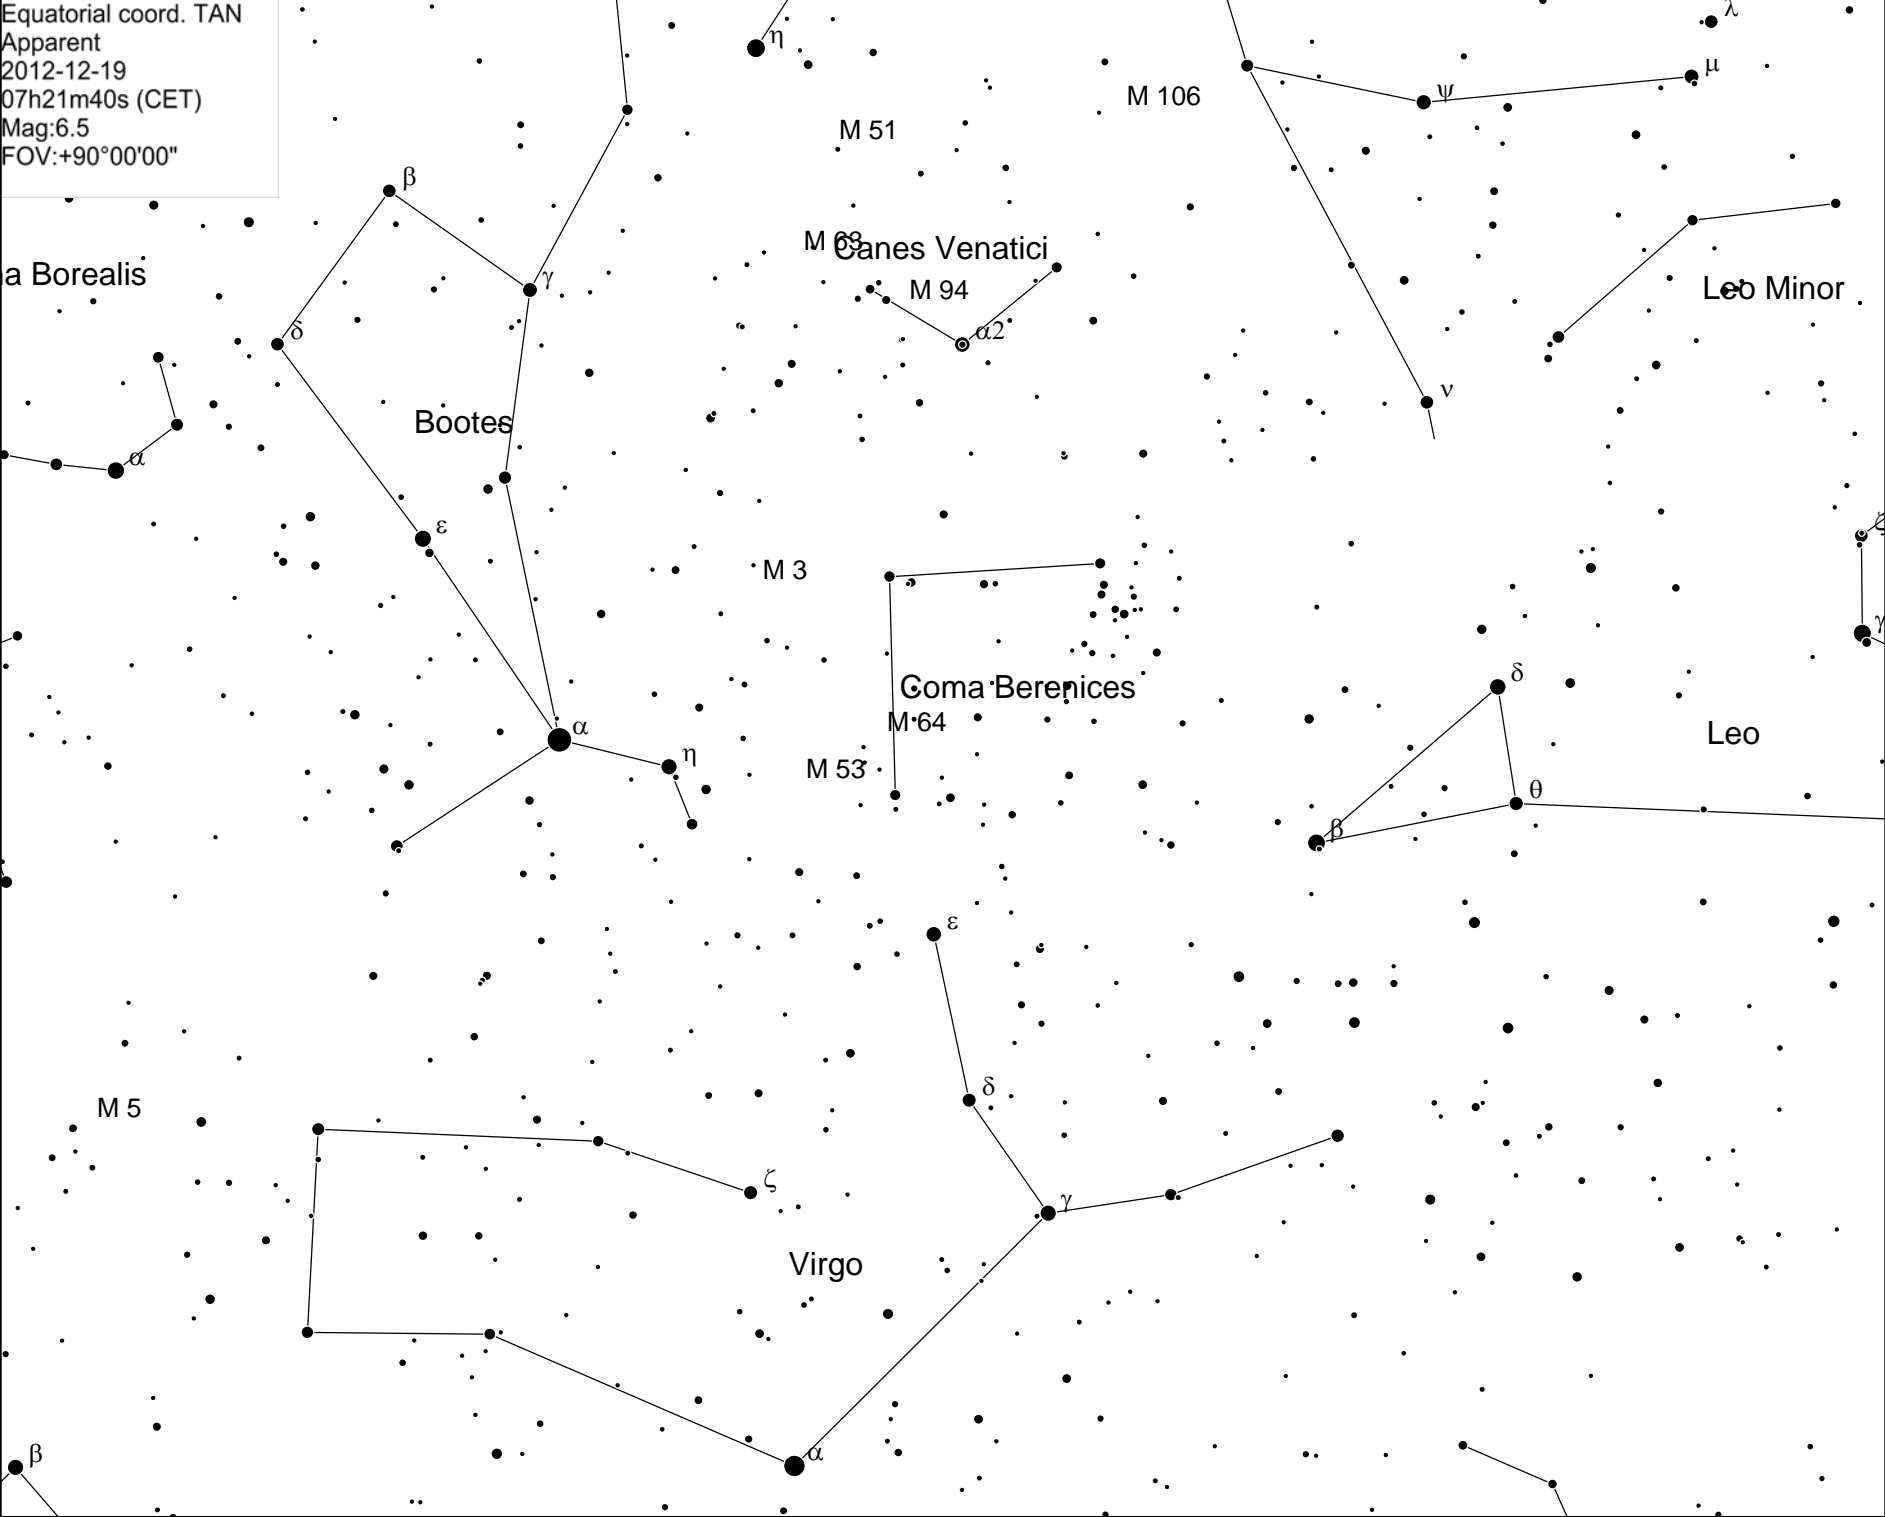 Equatorial coord. TAN
Apparent
2012-12-19
07h21m40s (CET)
Mag:6.5
FOV:+90°00'00"
λ
η
μ
M 106
ψ
M 51
β
M 63
Canes Venatici
a Borealis
γ
M 94
Leo Minor
δ
α2
ν
Bootes
α
ε
ζ
M 3
γ
δ
Coma Berenices
M 64
α
Leo
η
M 53
θ
β
ε
δ
M 5
ζ
γ
Virgo
β
α